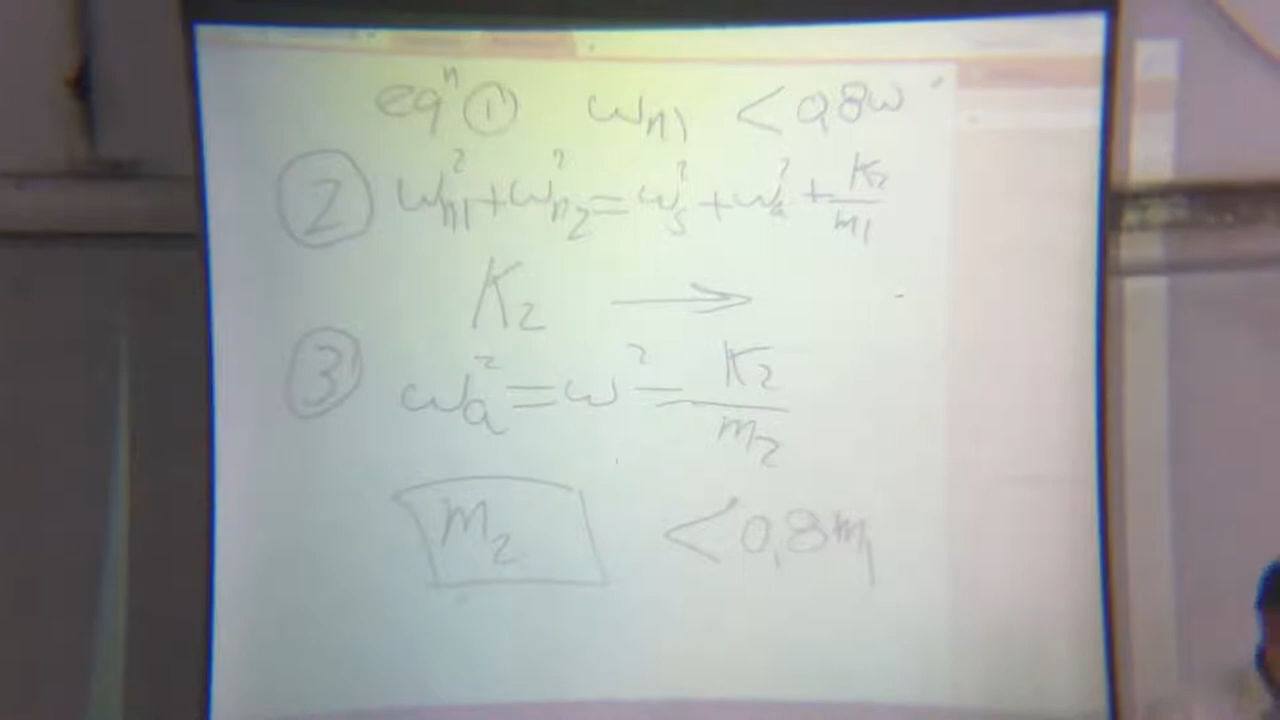 eqⁿ ① ωn1 < 0,8ω
② ωn1² + ωn2² = ωs² + ωa² + K2/m1
K2 →
③ ωa² = ω² = K2/m2
m2 < 0,8m1